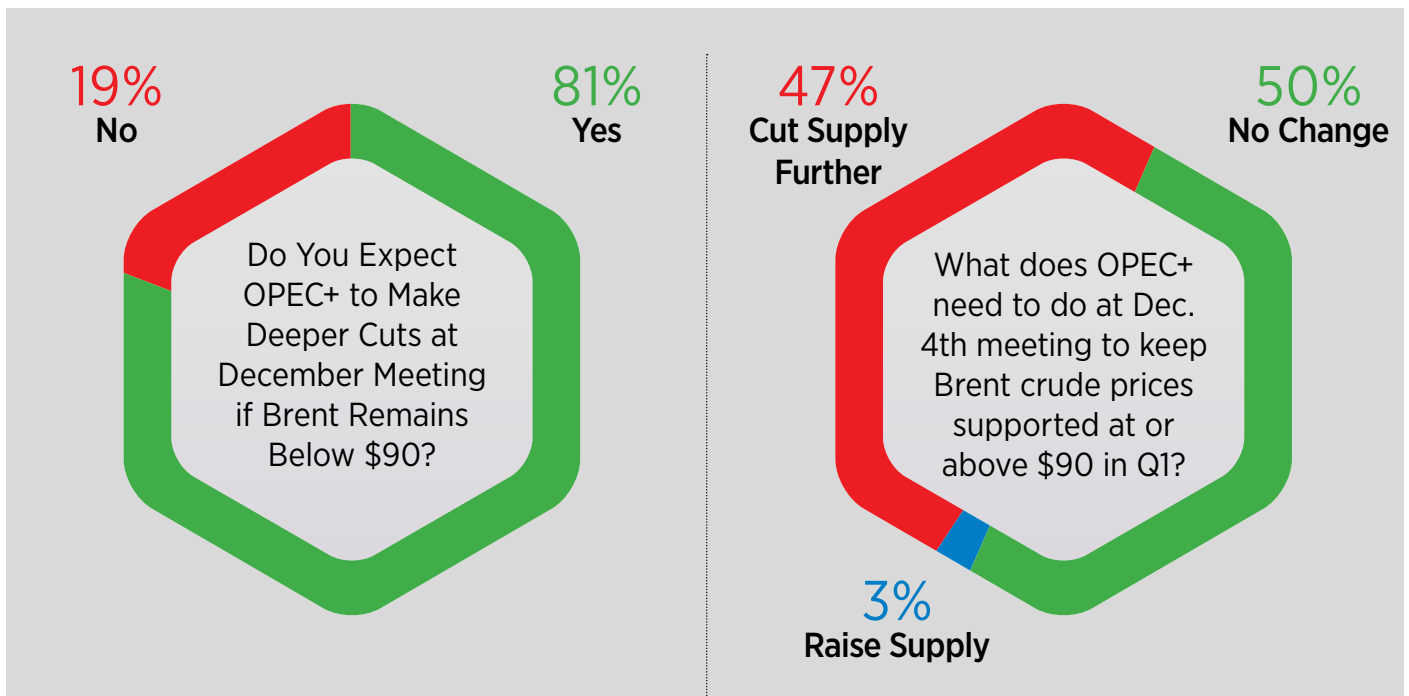 19%
No
81%
Yes
Do You Expect
OPEC+ to Make
Deeper Cuts at
December Meeting
if Brent Remains
Below $90?
47%
Cut Supply
Further
50%
No Change
What does OPEC+
need to do at Dec.
4th meeting to keep
Brent crude prices
supported at or
above $90 in Q1?
3%
Raise Supply